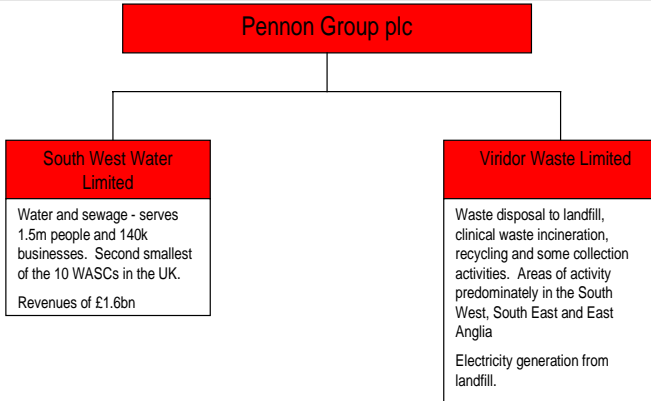 Pennon Group plc
South West Water
Limited
Water and sewage - serves
1.5m people and 140k
businesses. Second smallest
of the 10 WASCs in the UK.
Revenues of £1.6bn
Viridor Waste Limited
Waste disposal to landfill,
clinical waste incineration,
recycling and some collection
activities. Areas of activity
predominately in the South
West, South East and East
Anglia
Electricity generation from
landfill.